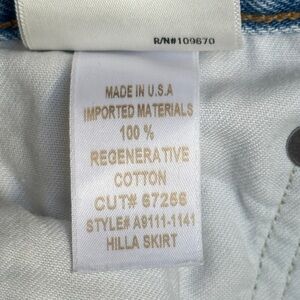 R/N#109670
MADE IN U.S.A
IMPORTED MATERIALS
100 %
REGENERATIVE
COTTON
CUT# 67256
STYLE# A9111-1141
HILLA SKIRT